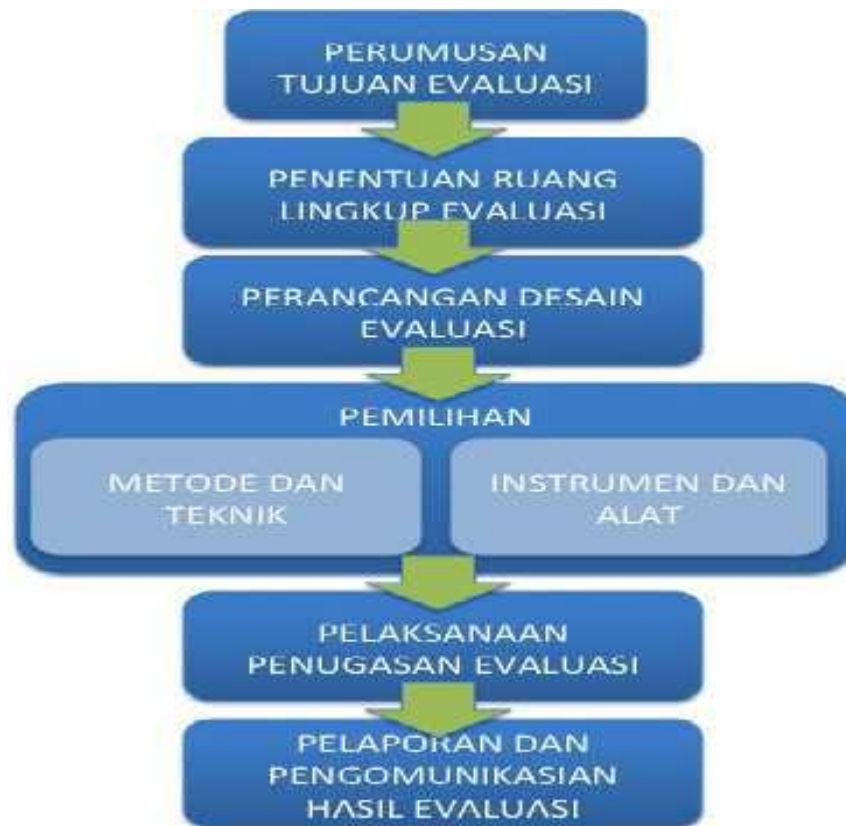 PERUMUSAN
TUJUAN EVALUASI
PENENTUAN RUANG
LINGKUP EVALUASI
PERANCANGAN DESAIN
EVALUASI
PEMILIHAN
METODE DAN
TEKNIK
INSTRUMEN DAN
ALAT
PELAKSANAAN
PENUGASAN EVALUASI
PELAPORAN DAN
PENGOMUNIKASIAN
HASIL EVALUASI